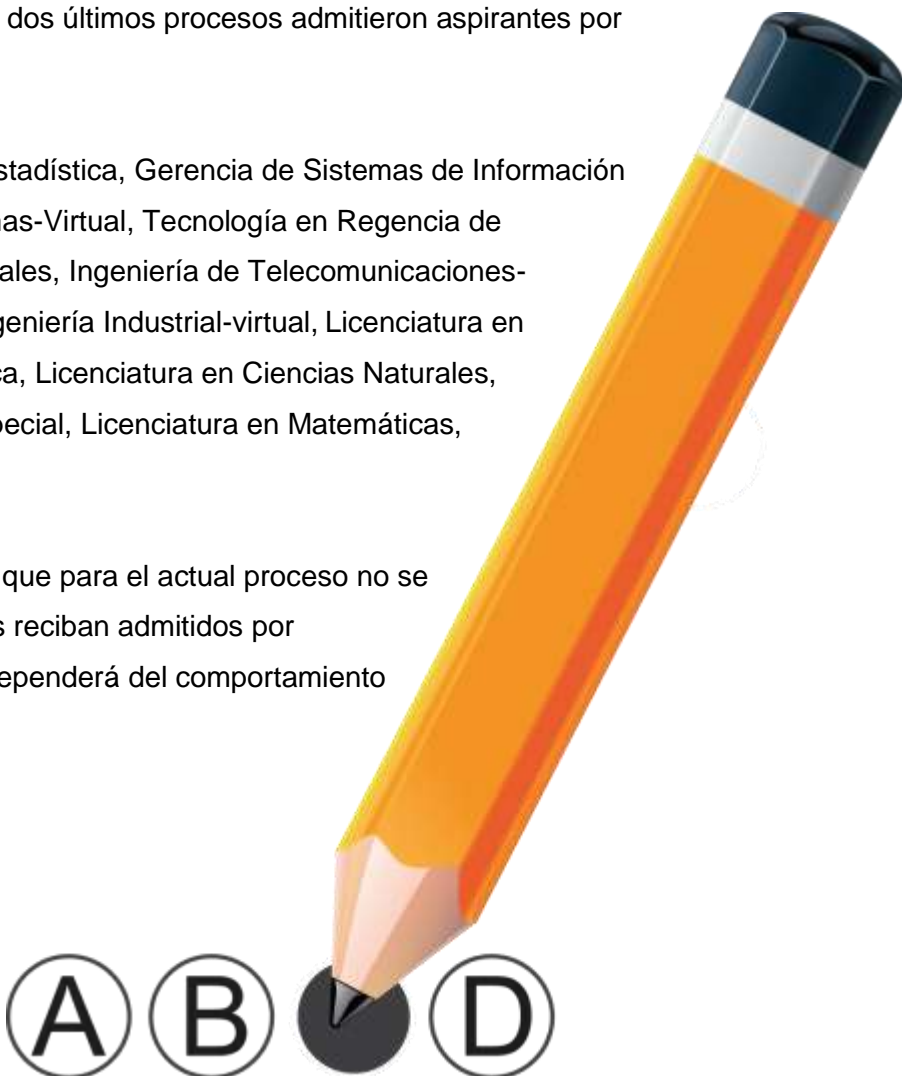 dos últimos procesos admitieron aspirantes por
stadística, Gerencia de Sistemas de Información
as-Virtual, Tecnología en Regencia de
ales, Ingeniería de Telecomunicaciones-
geniería Industrial-virtual, Licenciatura en
ca, Licenciatura en Ciencias Naturales,
pecial, Licenciatura en Matemáticas,
que para el actual proceso no se
s reciban admitidos por
ependerá del comportamiento
A B D